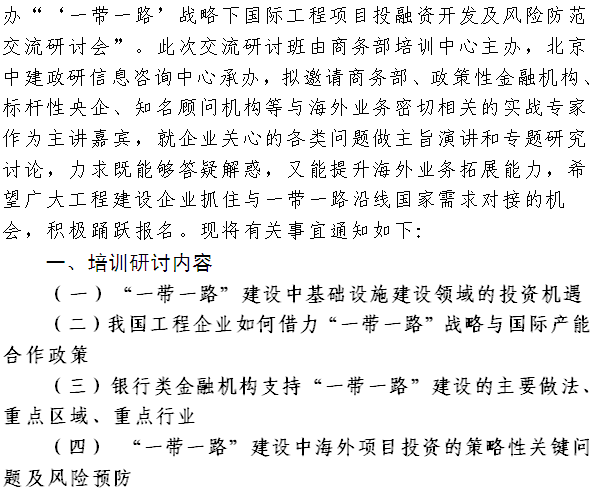 办“‘一带一路’战略下国际工程项目投融资开发及风险防范
交流研讨会”。此次交流研讨班由商务部培训中心主办，北京
中建政研信息咨询中心承办，拟邀请商务部、政策性金融机构、
标杆性央企、知名顾问机构等与海外业务密切相关的实战专家
作为主讲嘉宾，就企业关心的各类问题做主旨演讲和专题研究
讨论，力求既能够答疑解惑，又能提升海外业务拓展能力，希
望广大工程建设企业抓住与一带一路沿线国家需求对接的机
会，积极踊跃报名。现将有关事宜通知如下：
一、培训研讨内容
（一）“一带一路”建设中基础设施建设领域的投资机遇
（二）我国工程企业如何借力“一带一路”战略与国际产能
合作政策
（三）银行类金融机构支持“一带一路”建设的主要做法、
重点区域、重点行业
（四） “一带一路”建设中海外项目投资的策略性关键问
题及风险预防